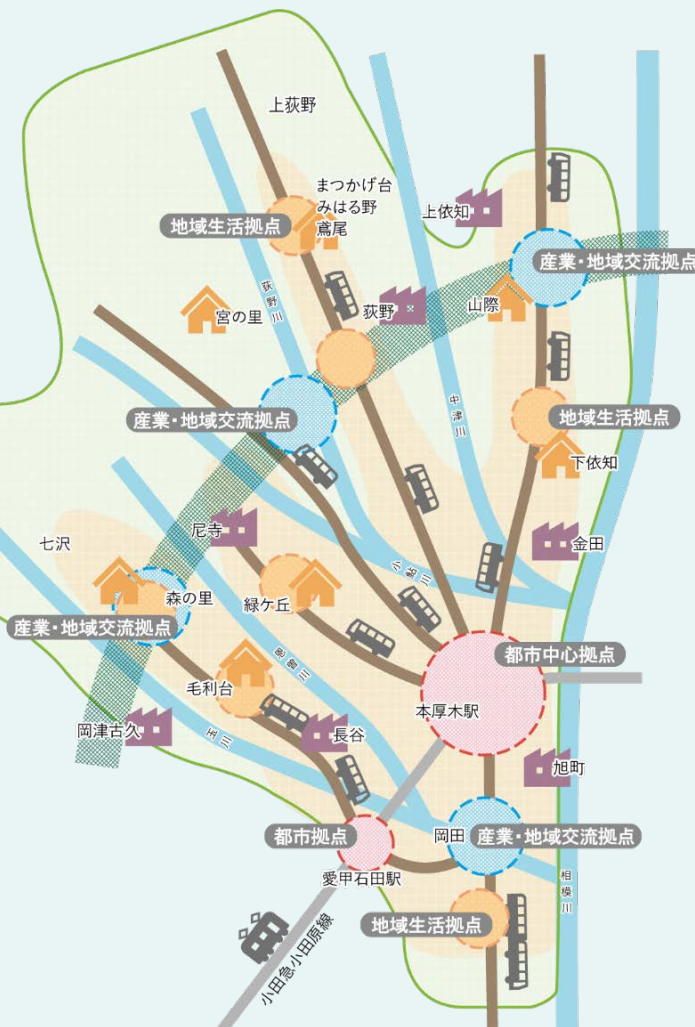 上荻野
まつかげ台
みはる野
鳶尾
地域生活拠点
上依知
産業・地域交流拠点
荻野川
宮の里
荻野
山際
産業・地域交流拠点
中津川
地域生活拠点
下依知
尼寺
金田
七沢
小鮎川
森の里
緑ケ丘
産業・地域交流拠点
恩曽川
都市中心拠点
毛利台
本厚木駅
岡津古久
玉川
長谷
旭町
都市拠点
岡田
産業・地域交流拠点
愛甲石田駅
相模川
地域生活拠点
小田急小田原線